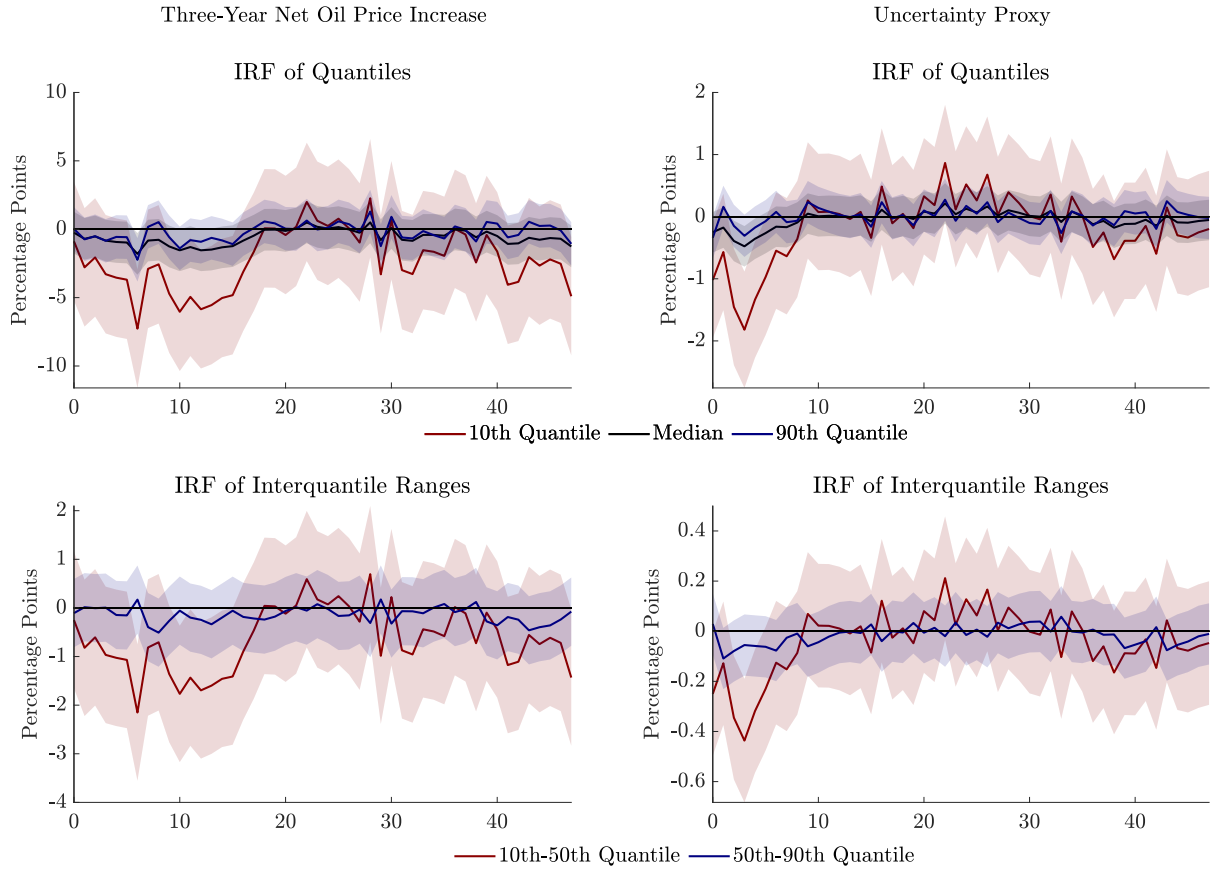 Three-Year Net Oil Price Increase
Uncertainty Proxy
IRF of Quantiles
Percentage Points
10
5
0
-5
-10
0 10 20 30 40
IRF of Quantiles
Percentage Points
2
1
0
-1
-2
0 10 20 30 40
10th Quantile Median 90th Quantile
IRF of Interquantile Ranges
Percentage Points
2
1
0
-1
-2
-3
-4
0 10 20 30 40
IRF of Interquantile Ranges
Percentage Points
0.4
0.2
0
-0.2
-0.4
-0.6
0 10 20 30 40
10th-50th Quantile 50th-90th Quantile